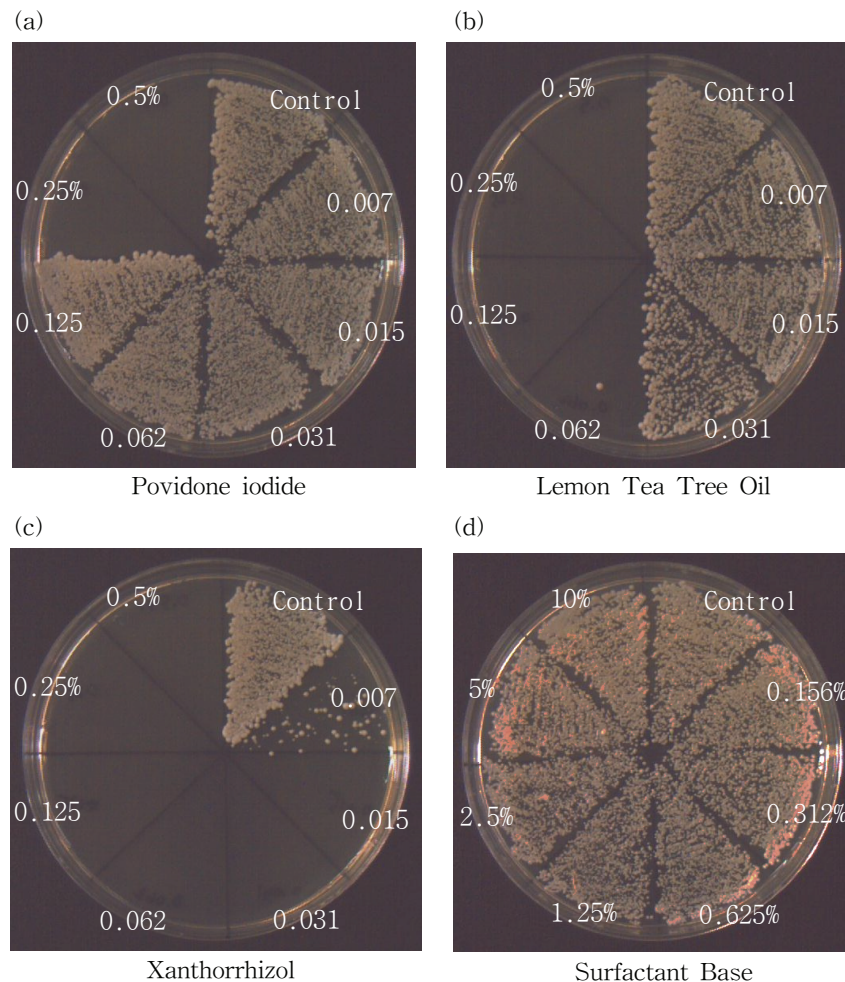 (a)
0.5%
Control
0.25%
0.007
0.125
0.015
0.062
0.031
Povidone iodide
(b)
0.5%
Control
0.25%
0.007
0.125
0.015
0.062
0.031
Lemon Tea Tree Oil
(c)
0.5%
Control
0.25%
0.007
0.125
0.015
0.062
0.031
Xanthorrhizol
(d)
10%
Control
5%
0.156%
2.5%
0.312%
1.25%
0.625%
Surfactant Base